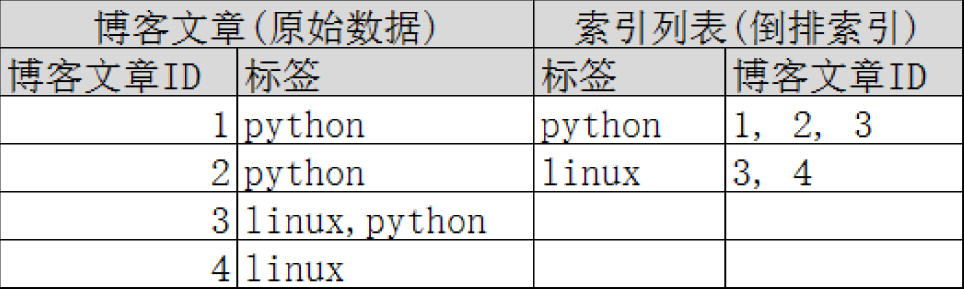 博客文章(原始数据) 索引列表(倒排索引)
博客文章ID 标签 标签 博客文章ID
1 python python 1, 2, 3
2 python linux 3, 4
3 linux,python
4 linux